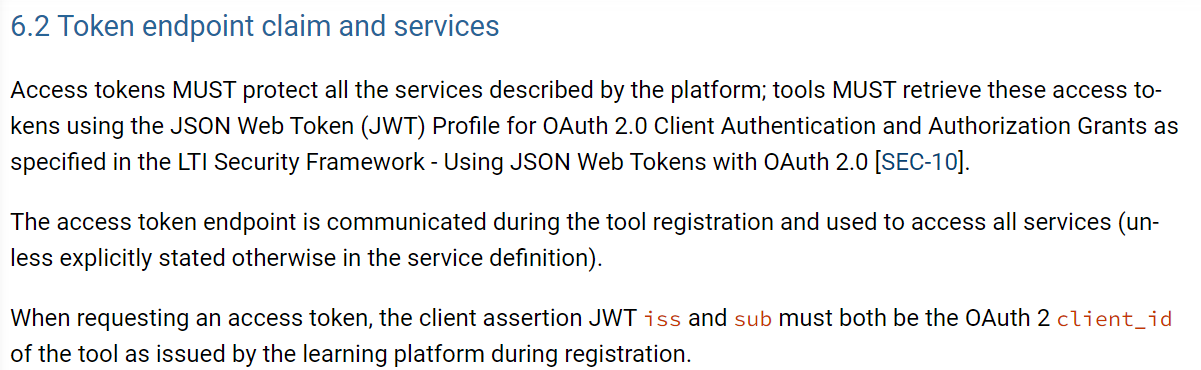 6.2 Token endpoint claim and services
Access tokens MUST protect all the services described by the platform; tools MUST retrieve these access to-
kens using the JSON Web Token (JWT) Profile for OAuth 2.0 Client Authentication and Authorization Grants as
specified in the LTI Security Framework - Using JSON Web Tokens with OAuth 2.0 [SEC-10].
The access token endpoint is communicated during the tool registration and used to access all services (un-
less explicitly stated otherwise in the service definition).
When requesting an access token, the client assertion JWT iss and sub must both be the OAuth 2 client_id
of the tool as issued by the learning platform during registration.